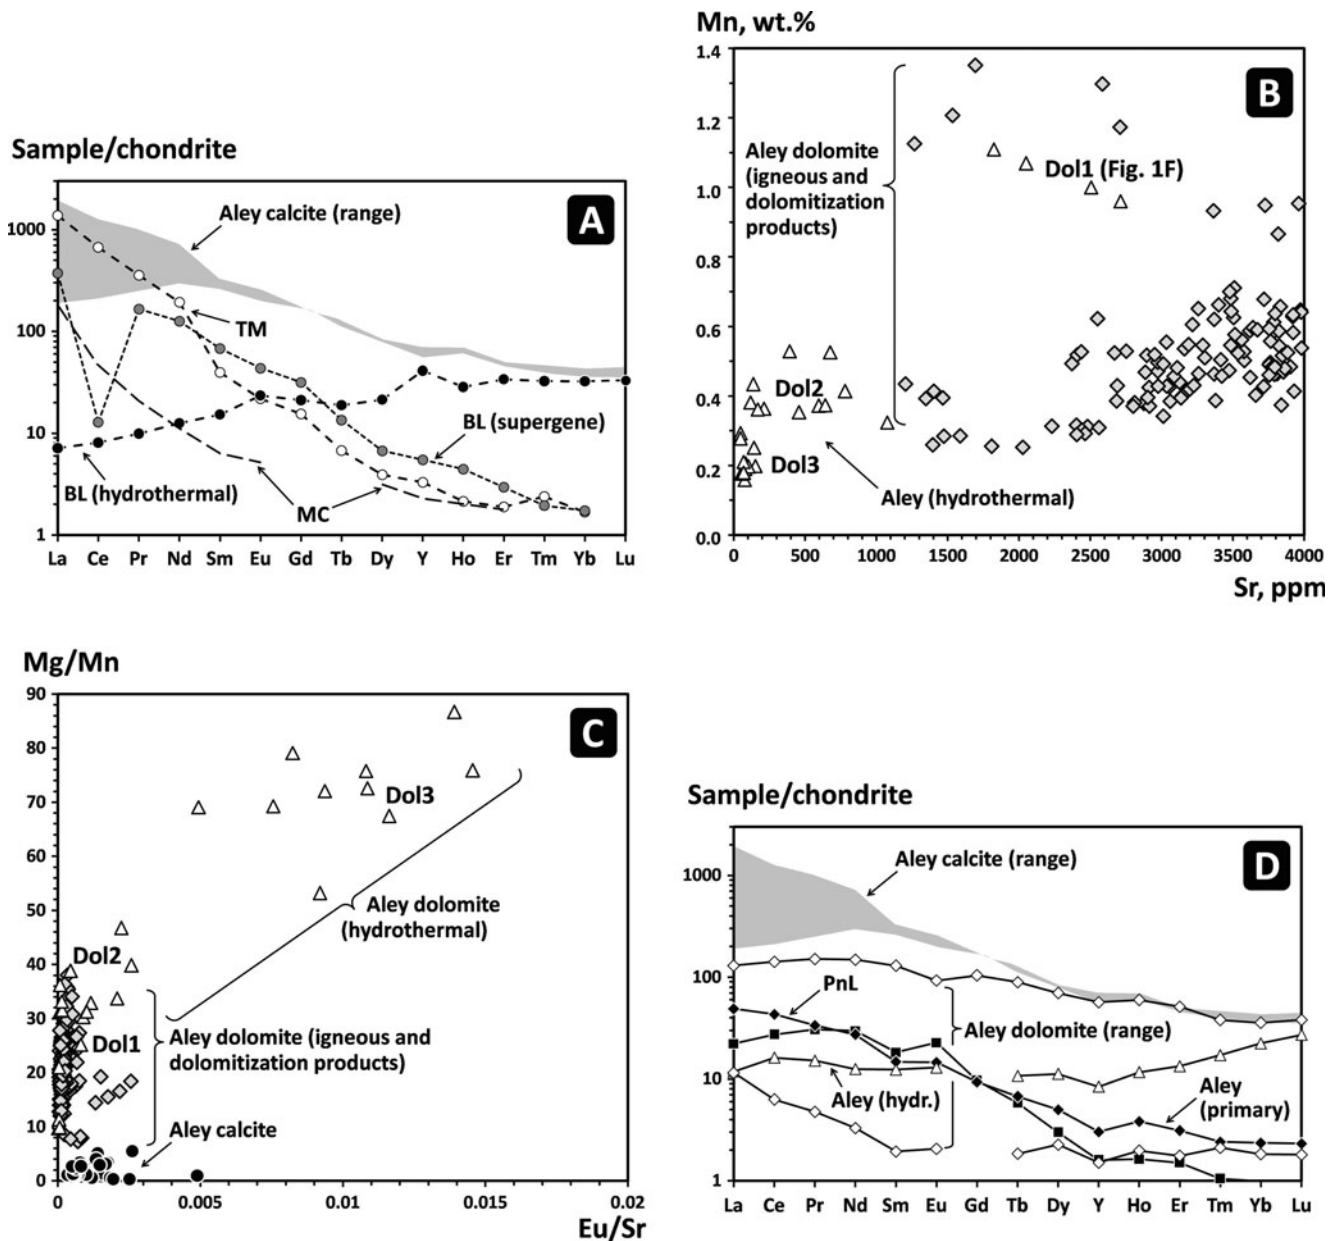 Sample/chondrite
A
1000
100
10
1
Aley calcite (range)
TM
BL (supergene)
BL (hydrothermal)
MC
La Ce Pr Nd Sm Eu Gd Tb Dy Y Ho Er Tm Yb Lu
Mn, wt.%
B
1.4
1.2
1.0
0.8
0.6
0.4
0.2
0.0
Aley dolomite
(igneous and
dolomitization
products)
Dol1 (Fig. 1F)
Dol2
Dol3
Aley (hydrothermal)
0 500 1000 1500 2000 2500 3000 3500 4000
Sr, ppm
Mg/Mn
C
90
80
70
60
50
40
30
20
10
0
Dol3
Aley dolomite
(hydrothermal)
Dol2
Dol1
Aley dolomite (igneous and
dolomitization products)
Aley calcite
0 0.005 0.01 0.015 0.02
Eu/Sr
Sample/chondrite
D
1000
100
10
1
Aley calcite (range)
PnL
Aley dolomite (range)
Aley (hydr.)
Aley
(primary)
La Ce Pr Nd Sm Eu Gd Tb Dy Y Ho Er Tm Yb Lu